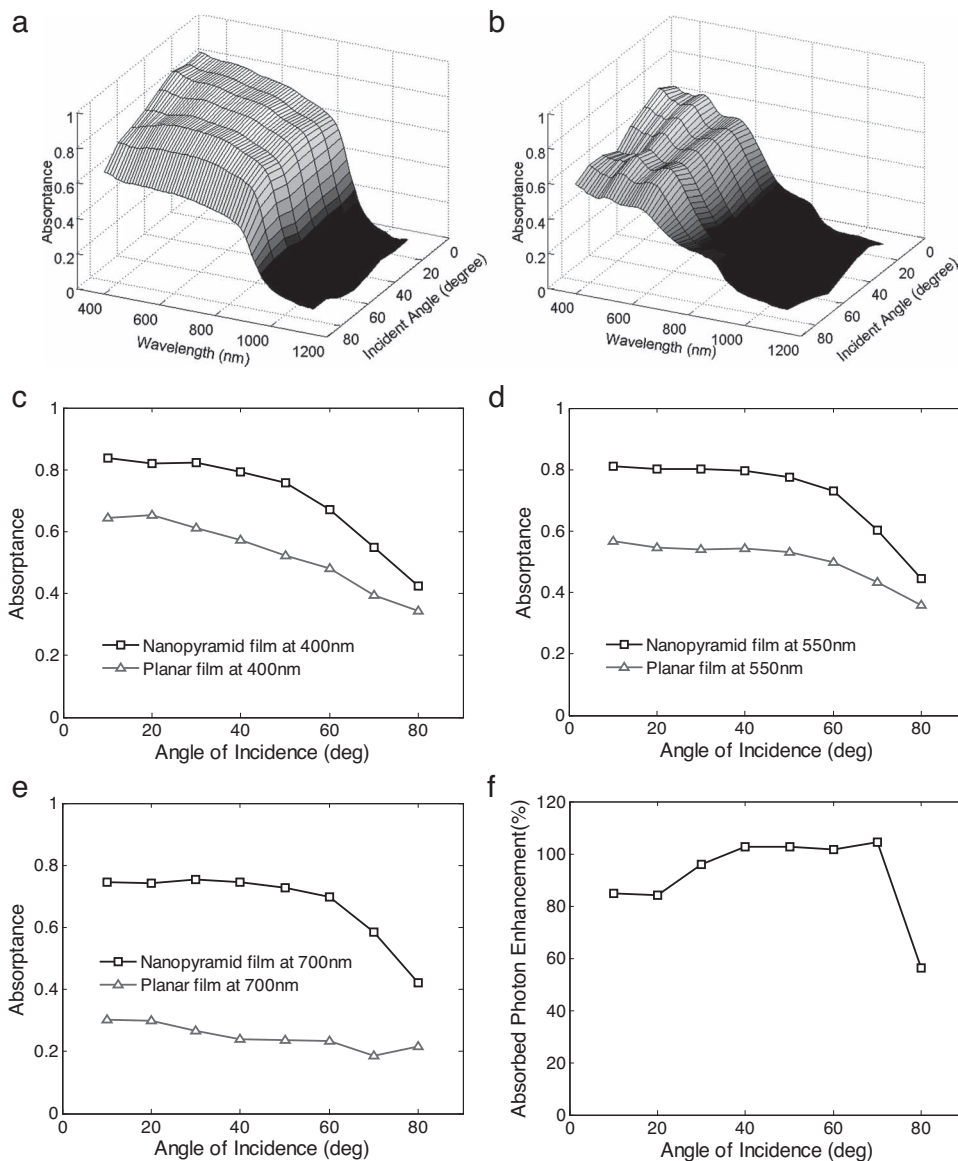 a
1
0.8
0.6
0.4
0.2
0
Absorptance
400
600
800
1000
1200
Wavelength (nm)
80
60
40
20
0
Incident Angle (degree)
b
1
0.8
0.6
0.4
0.2
0
Absorptance
400
600
800
1000
1200
Wavelength (nm)
80
60
40
20
0
Incident Angle (degree)
c
1
0.8
0.6
0.4
0.2
0
Absorptance
Nanopyramid film at 400nm
Planar film at 400nm
0 20 40 60 80
Angle of Incidence (deg)
d
1
0.8
0.6
0.4
0.2
0
Absorptance
Nanopyramid film at 550nm
Planar film at 550nm
0 20 40 60 80
Angle of Incidence (deg)
e
1
0.8
0.6
0.4
0.2
0
Absorptance
Nanopyramid film at 700nm
Planar film at 700nm
0 20 40 60 80
Angle of Incidence (deg)
f
120
100
80
60
40
20
0
Absorbed Photon Enhancement(%)
0 20 40 60 80
Angle of Incidence (deg)